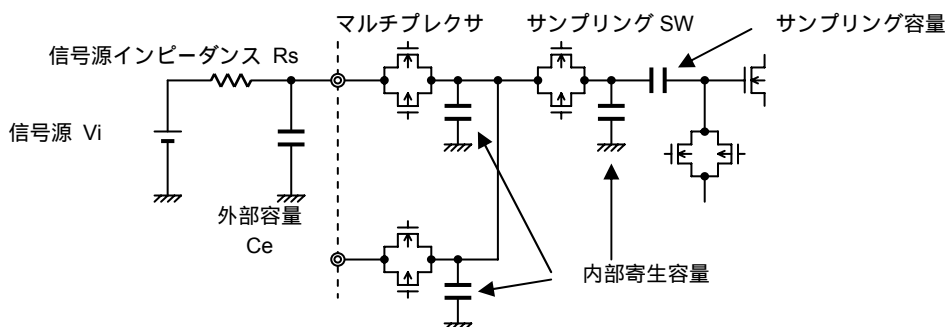 マルチプレクサ
サンプリング SW
サンプリング容量
信号源インピーダンス Rs
信号源 Vi
外部容量
Ce
内部寄生容量